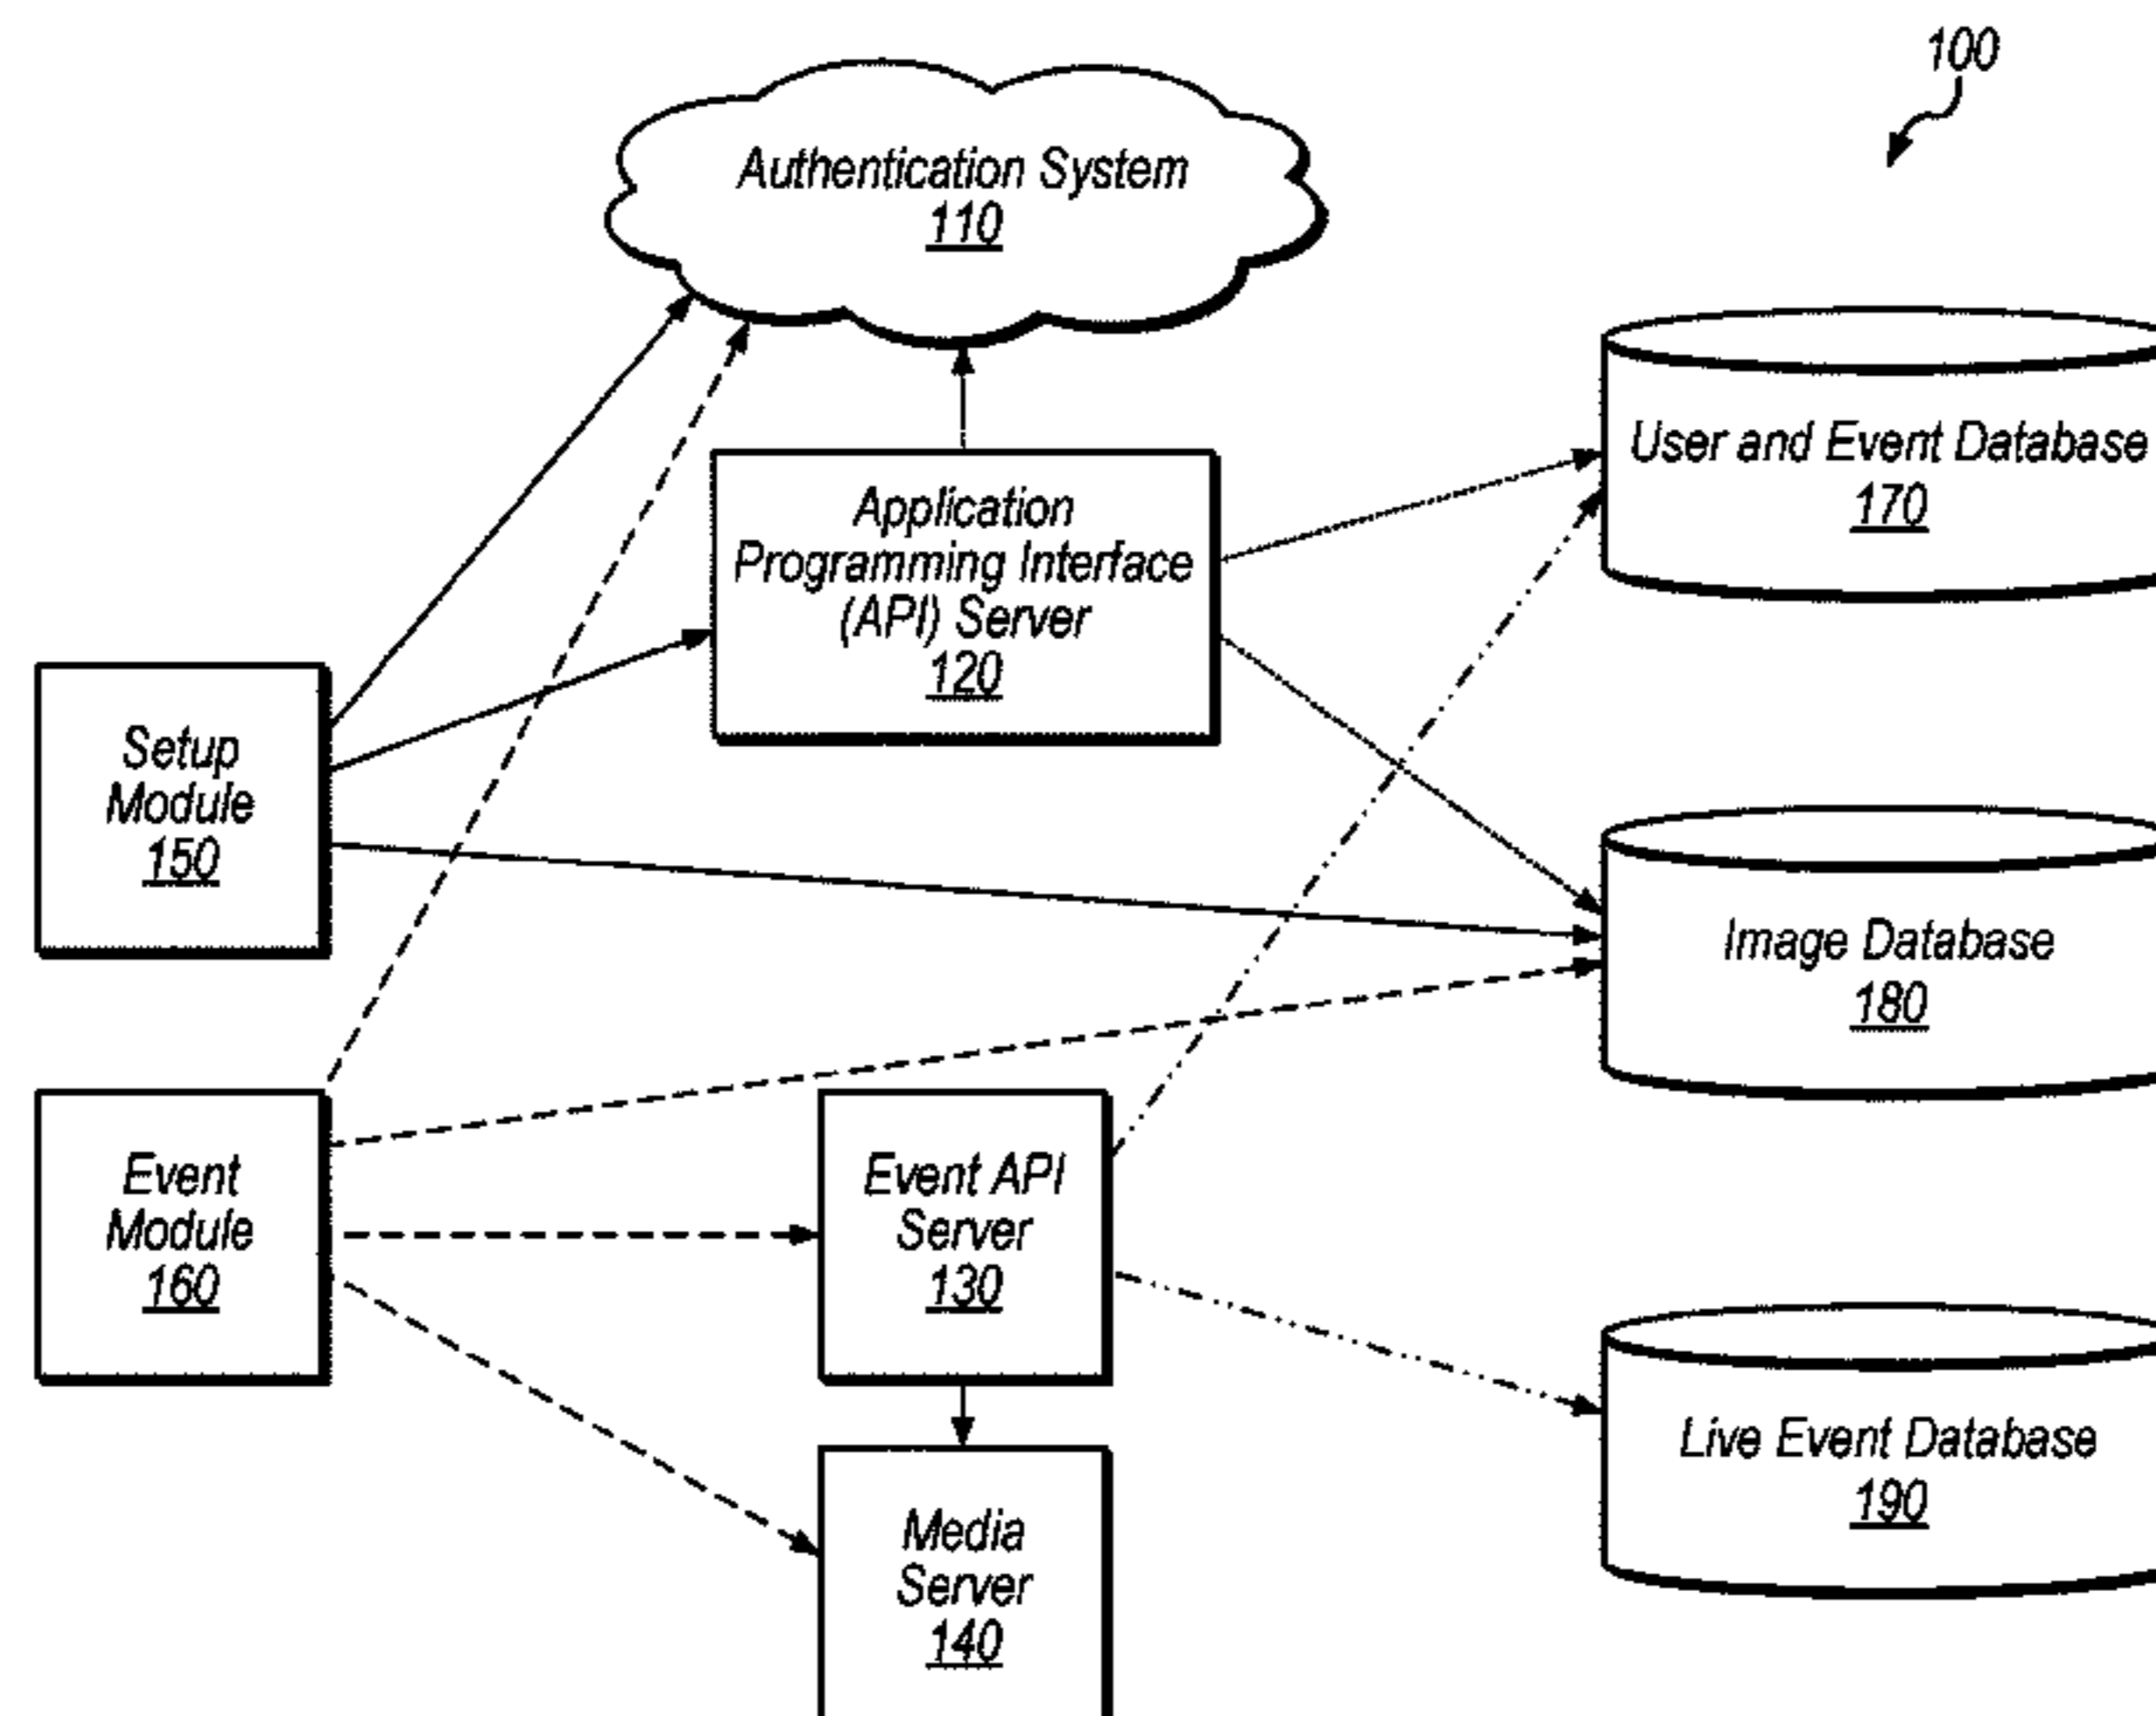 100
Authentication System
110
Application
Programming Interface
(API) Server
120
User and Event Database
170
Setup
Module
150
Image Database
180
Event
Module
160
Event API
Server
130
Live Event Database
190
Media
Server
140